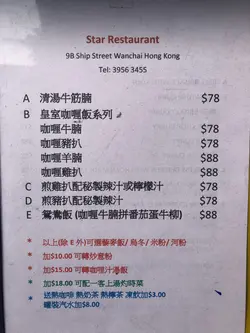 Star Restaurant
9B Ship Street Wanchai Hong Kong
Tel: 3956 3455
A 清湯牛筋腩 $78
B 皇室咖喱飯系列
咖喱牛腩 $78
咖喱豬扒 $78
咖喱羊腩 $88
咖喱雞扒 $88
C 煎雞扒配秘製辣汁或檸檬汁 $78
D 煎豬扒配秘製辣汁 $78
E 鴛鴦飯 (咖喱牛腩拼番茄蛋牛柳) $88
* 以上(除 E 外)可搭藜麥飯/ 烏冬/ 米粉/ 河粉
* 加$10.00 可轉炒意粉
* 加$15.00 可轉咖喱汁湯飯
* 加$18.00 可配一客上湯灼時菜
* 送熱咖啡 熱奶茶 熱檸茶 凍飲加$3.00
罐裝汽水加$8.00